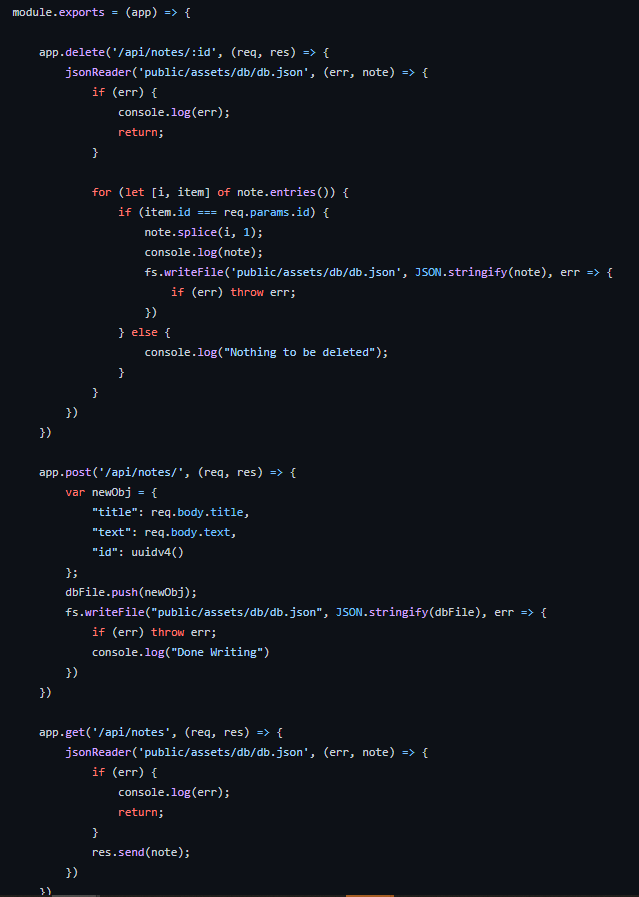 module.exports = (app) => {
app.delete('/api/notes/:id', (req, res) => {
jsonReader('public/assets/db/db.json', (err, note) => {
if (err) {
console.log(err);
return;
}
for (let [i, item] of note.entries()) {
if (item.id === req.params.id) {
note.splice(i, 1);
console.log(note);
fs.writeFile('public/assets/db/db.json', JSON.stringify(note), err => {
if (err) throw err;
})
} else {
console.log("Nothing to be deleted");
}
}
})
})
app.post('/api/notes/', (req, res) => {
var newObj = {
"title": req.body.title,
"text": req.body.text,
"id": uuidv4()
};
dbFile.push(newObj);
fs.writeFile("public/assets/db/db.json", JSON.stringify(dbFile), err => {
if (err) throw err;
console.log("Done Writing")
})
})
app.get('/api/notes', (req, res) => {
jsonReader('public/assets/db/db.json', (err, note) => {
if (err) {
console.log(err);
return;
}
res.send(note);
})
})